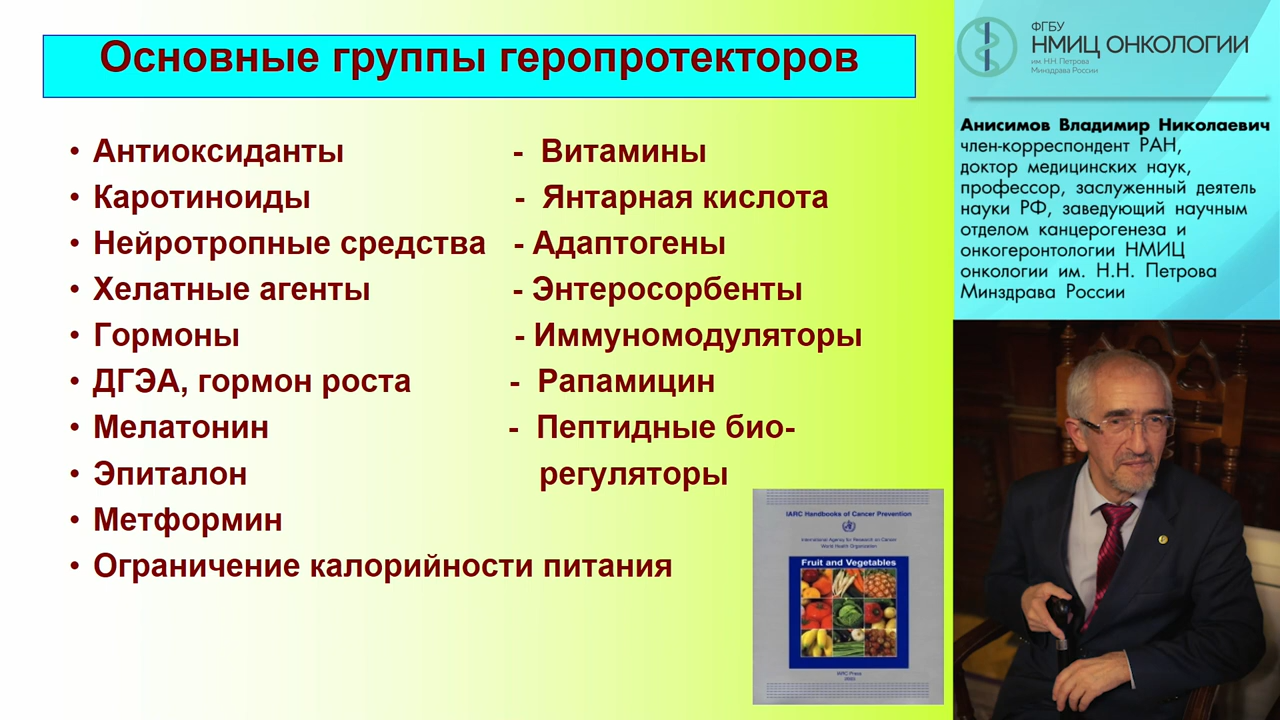 Основные группы геропротекторов
• Антиоксиданты - Витамины
• Каротиноиды - Янтарная кислота
• Нейротропные средства - Адаптогены
• Хелатные агенты - Энтеросорбенты
• Гормоны - Иммуномодуляторы
• ДГЭА, гормон роста - Рапамицин
• Мелатонин - Пептидные био-
• Эпиталон регуляторы
• Метформин
• Ограничение калорийности питания
IARC Handbooks of Cancer Prevention
International Agency for Research on Cancer
World Health Organization
Fruit and Vegetables
IARC Press
2003
ФГБУ
НМИЦ ОНКОЛОГИИ
им. Н.Н. Петрова
Минздрава России
Анисимов Владимир Николаевич
член-корреспондент РАН,
доктор медицинских наук,
профессор, заслуженный деятель
науки РФ, заведующий научным
отделом канцерогенеза и
онкогеронтологии НМИЦ
онкологии им. Н.Н. Петрова
Минздрава России